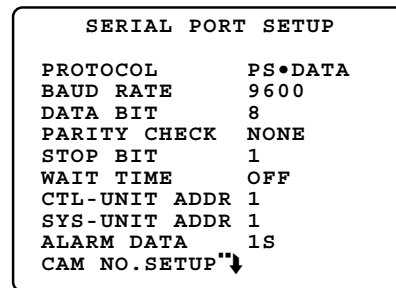 SERIAL PORT SETUP
PROTOCOL PS•DATA
BAUD RATE 9600
DATA BIT 8
PARITY CHECK NONE
STOP BIT 1
WAIT TIME OFF
CTL-UNIT ADDR 1
SYS-UNIT ADDR 1
ALARM DATA 1S
CAM NO.SETUP